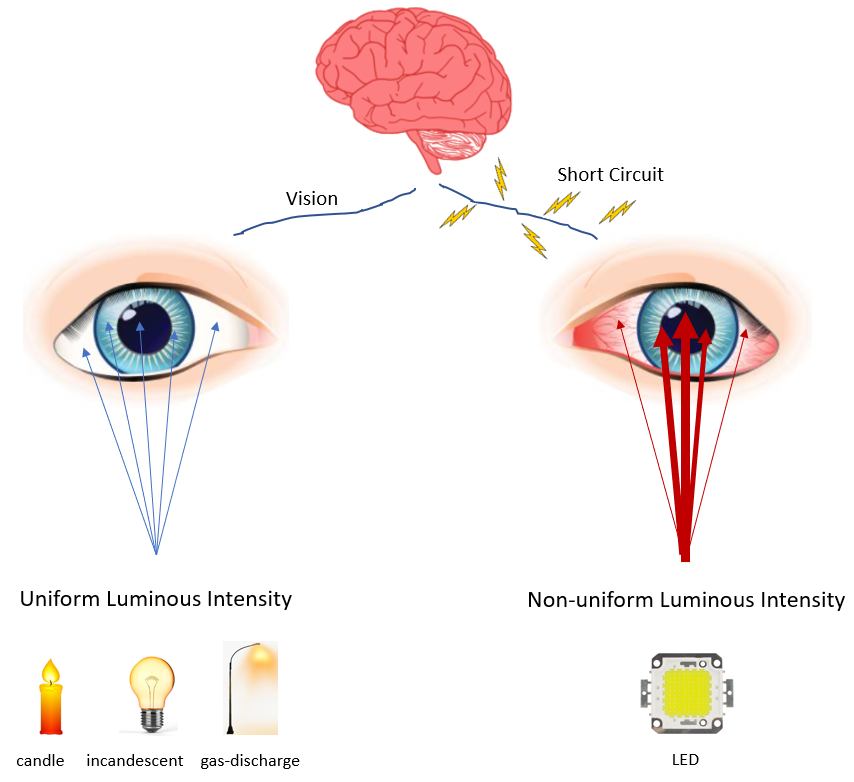 Short Circuit
Vision
Uniform Luminous Intensity
Non-uniform Luminous Intensity
candle
incandescent
gas-discharge
LED